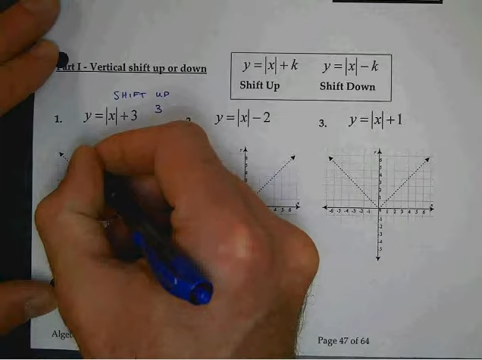 Part I - Vertical shift up or down
y = |x| + k    y = |x| − k
Shift Up    Shift Down
SHIFT UP
3
1. y = |x| + 3    2. y = |x| − 2    3. y = |x| + 1
Page 47 of 64